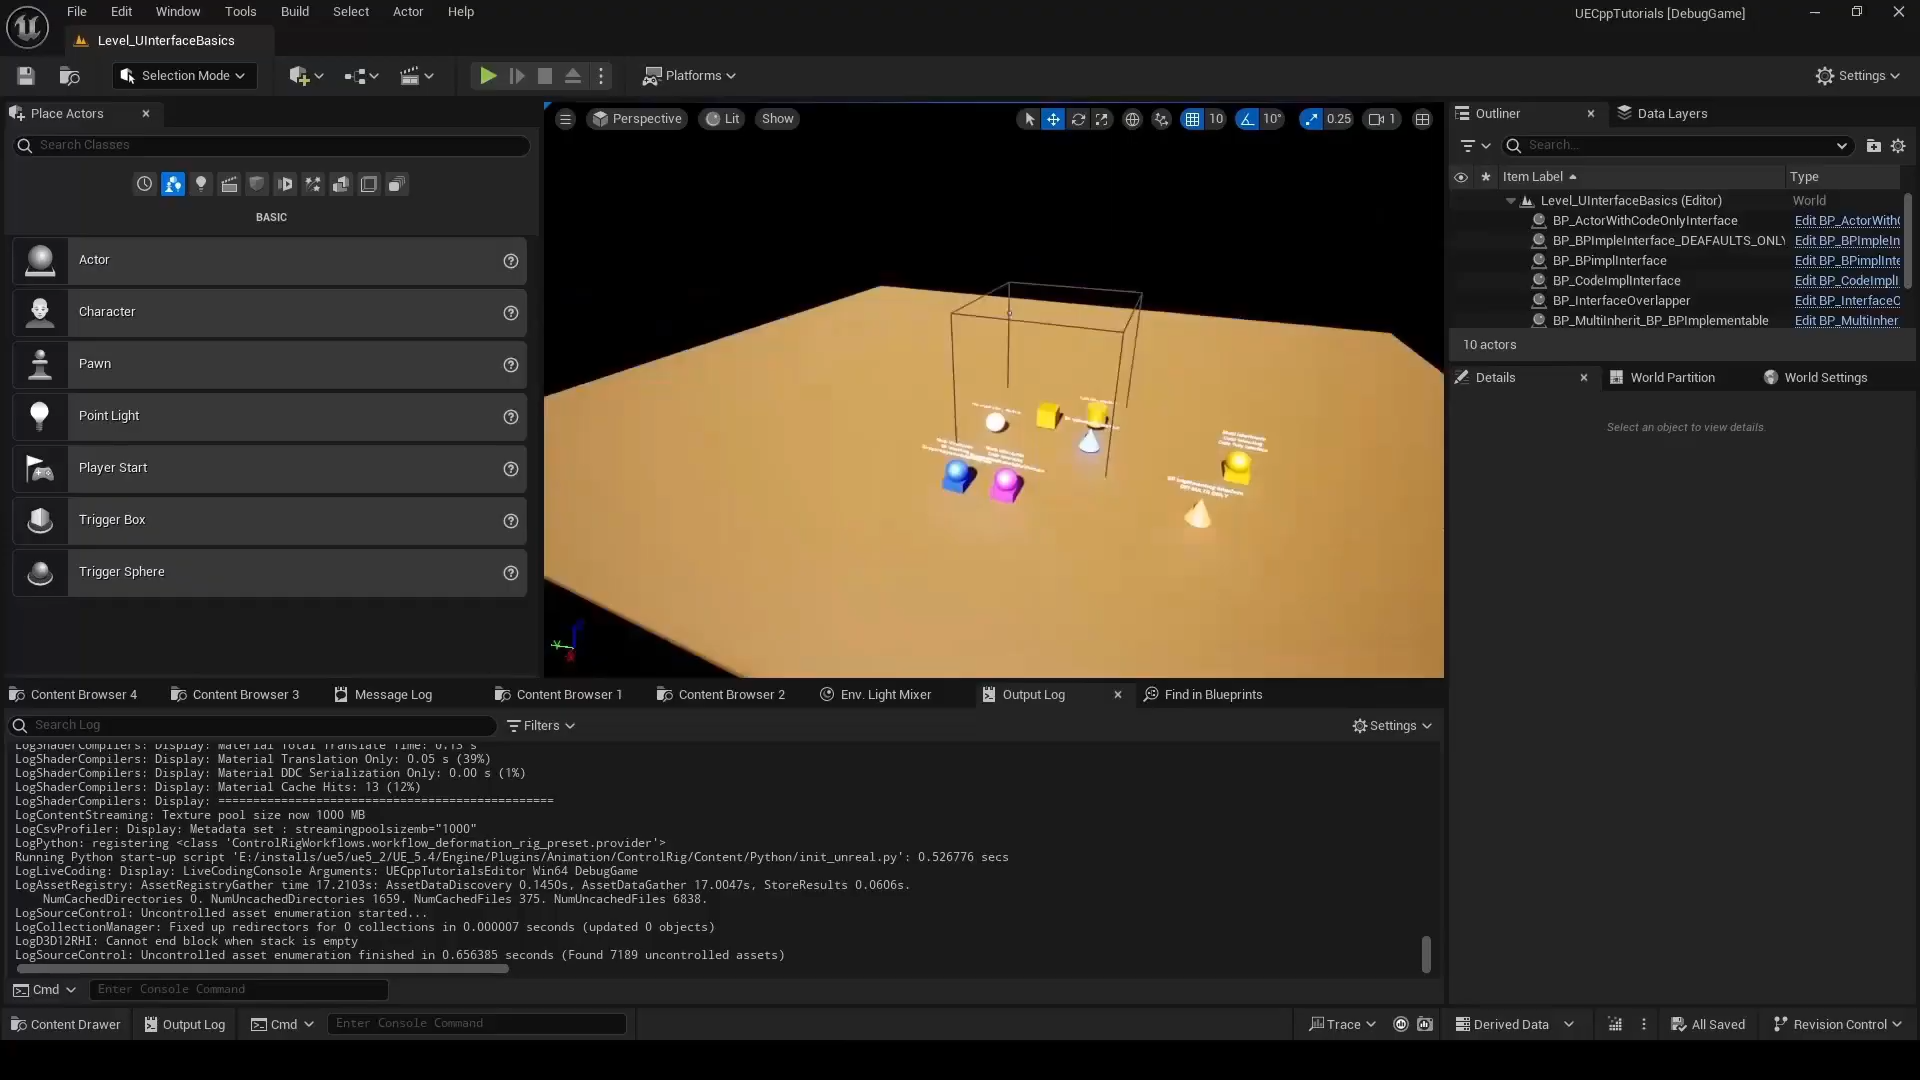 File Edit Window Tools Build Select Actor Help
UECppTutorials [DebugGame]
Level_UInterfaceBasics
Selection Mode
Platforms
Settings
Place Actors
Search Classes
BASIC
Actor
Character
Pawn
Point Light
Player Start
Trigger Box
Trigger Sphere
Perspective Lit Show
10 10° 0.25 1
Outliner Data Layers
Search...
Item Label Type
Level_UInterfaceBasics (Editor) World
BP_ActorWithCodeOnlyInterface Edit BP_ActorWith
BP_BPImpleInterface_DEAFAULTS_ONLY Edit BP_BPImpleIn
BP_BPimplInterface Edit BP_BPimplInte
BP_CodeImplInterface Edit BP_CodeImplI
BP_InterfaceOverlapper Edit BP_Interface
BP_MultiInherit_BP_BPImplementable Edit BP_MultiInher
10 actors
Details World Partition World Settings
Select an object to view details.
Content Browser 4 Content Browser 3 Message Log Content Browser 1 Content Browser 2 Env. Light Mixer Output Log Find in Blueprints
Search Log Filters Settings
LogShaderCompilers: Display: Material Total Translate Time: 0.13 s
LogShaderCompilers: Display: Material Translation Only: 0.05 s (39%)
LogShaderCompilers: Display: Material DDC Serialization Only: 0.00 s (1%)
LogShaderCompilers: Display: Material Cache Hits: 13 (12%)
LogShaderCompilers: Display: ================================================
LogContentStreaming: Texture pool size now 1000 MB
LogCsvProfiler: Display: Metadata set : streamingpoolsizemb="1000"
LogPython: registering <class 'ControlRigWorkflows.workflow_deformation_rig_preset.provider'>
Running Python start-up script 'E:/installs/ue5/ue5_2/UE_5.4/Engine/Plugins/Animation/ControlRig/Content/Python/init_unreal.py': 0.526776 secs
LogLiveCoding: Display: LiveCodingConsole Arguments: UECppTutorialsEditor Win64 DebugGame
LogAssetRegistry: AssetRegistryGather time 17.2103s: AssetDataDiscovery 0.1450s, AssetDataGather 17.0047s, StoreResults 0.0606s.
NumCachedDirectories 0. NumUncachedDirectories 1659. NumCachedFiles 375. NumUncachedFiles 6838.
LogSourceControl: Uncontrolled asset enumeration started...
LogCollectionManager: Fixed up redirectors for 0 collections in 0.000007 seconds (updated 0 objects)
LogD3D12RHI: Cannot end block when stack is empty
LogSourceControl: Uncontrolled asset enumeration finished in 0.656385 seconds (Found 7189 uncontrolled assets)
Cmd Enter Console Command
Content Drawer Output Log Cmd Enter Console Command Trace Derived Data All Saved Revision Control